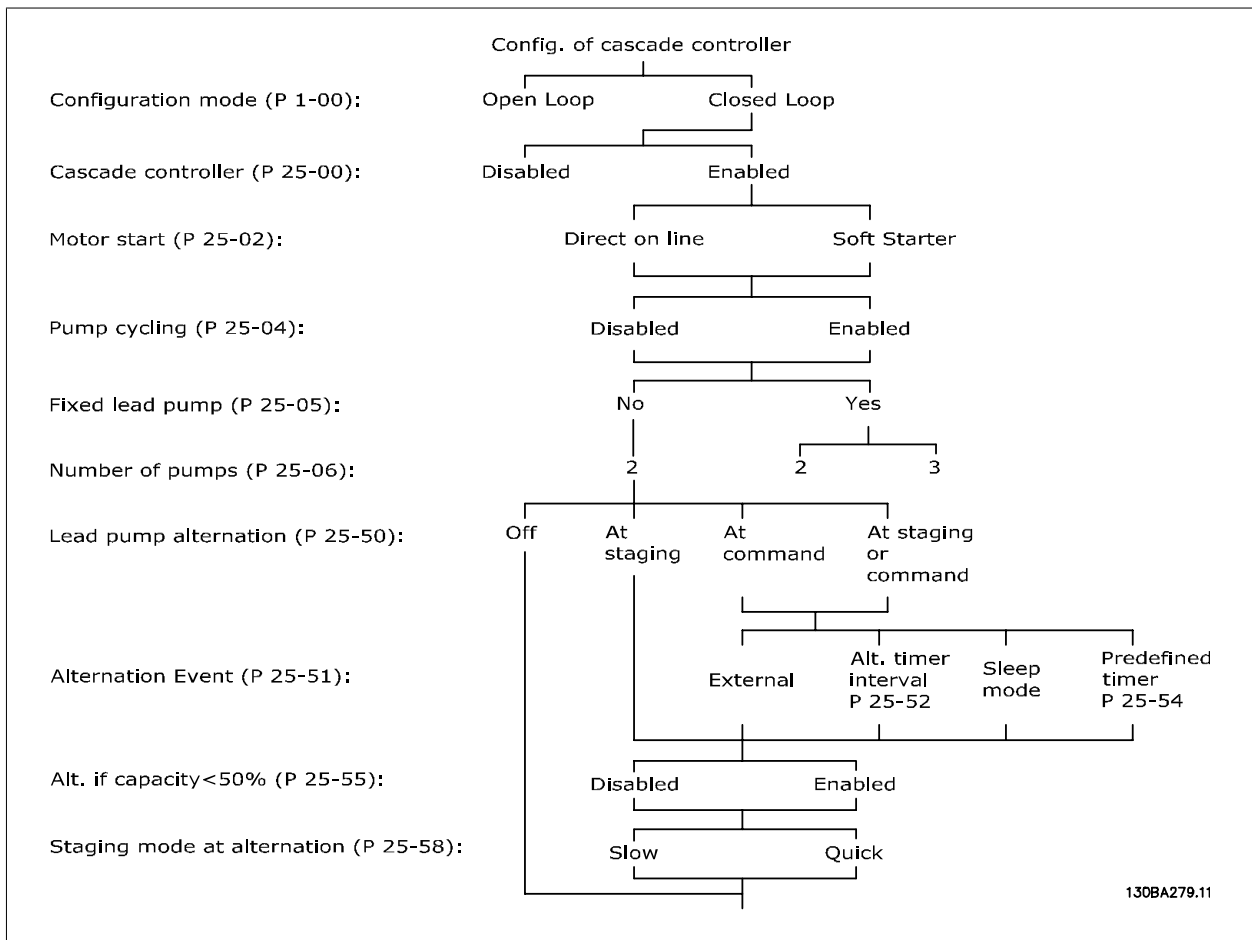 Config. of cascade controller
Configuration mode (P 1-00): Open Loop Closed Loop
Cascade controller (P 25-00): Disabled Enabled
Motor start (P 25-02): Direct on line Soft Starter
Pump cycling (P 25-04): Disabled Enabled
Fixed lead pump (P 25-05): No Yes
Number of pumps (P 25-06): 2 2 3
Lead pump alternation (P 25-50): Off At staging At command At staging or command
Alternation Event (P 25-51): External Alt. timer interval P 25-52 Sleep mode Predefined timer P 25-54
Alt. if capacity<50% (P 25-55): Disabled Enabled
Staging mode at alternation (P 25-58): Slow Quick
130BA279.11